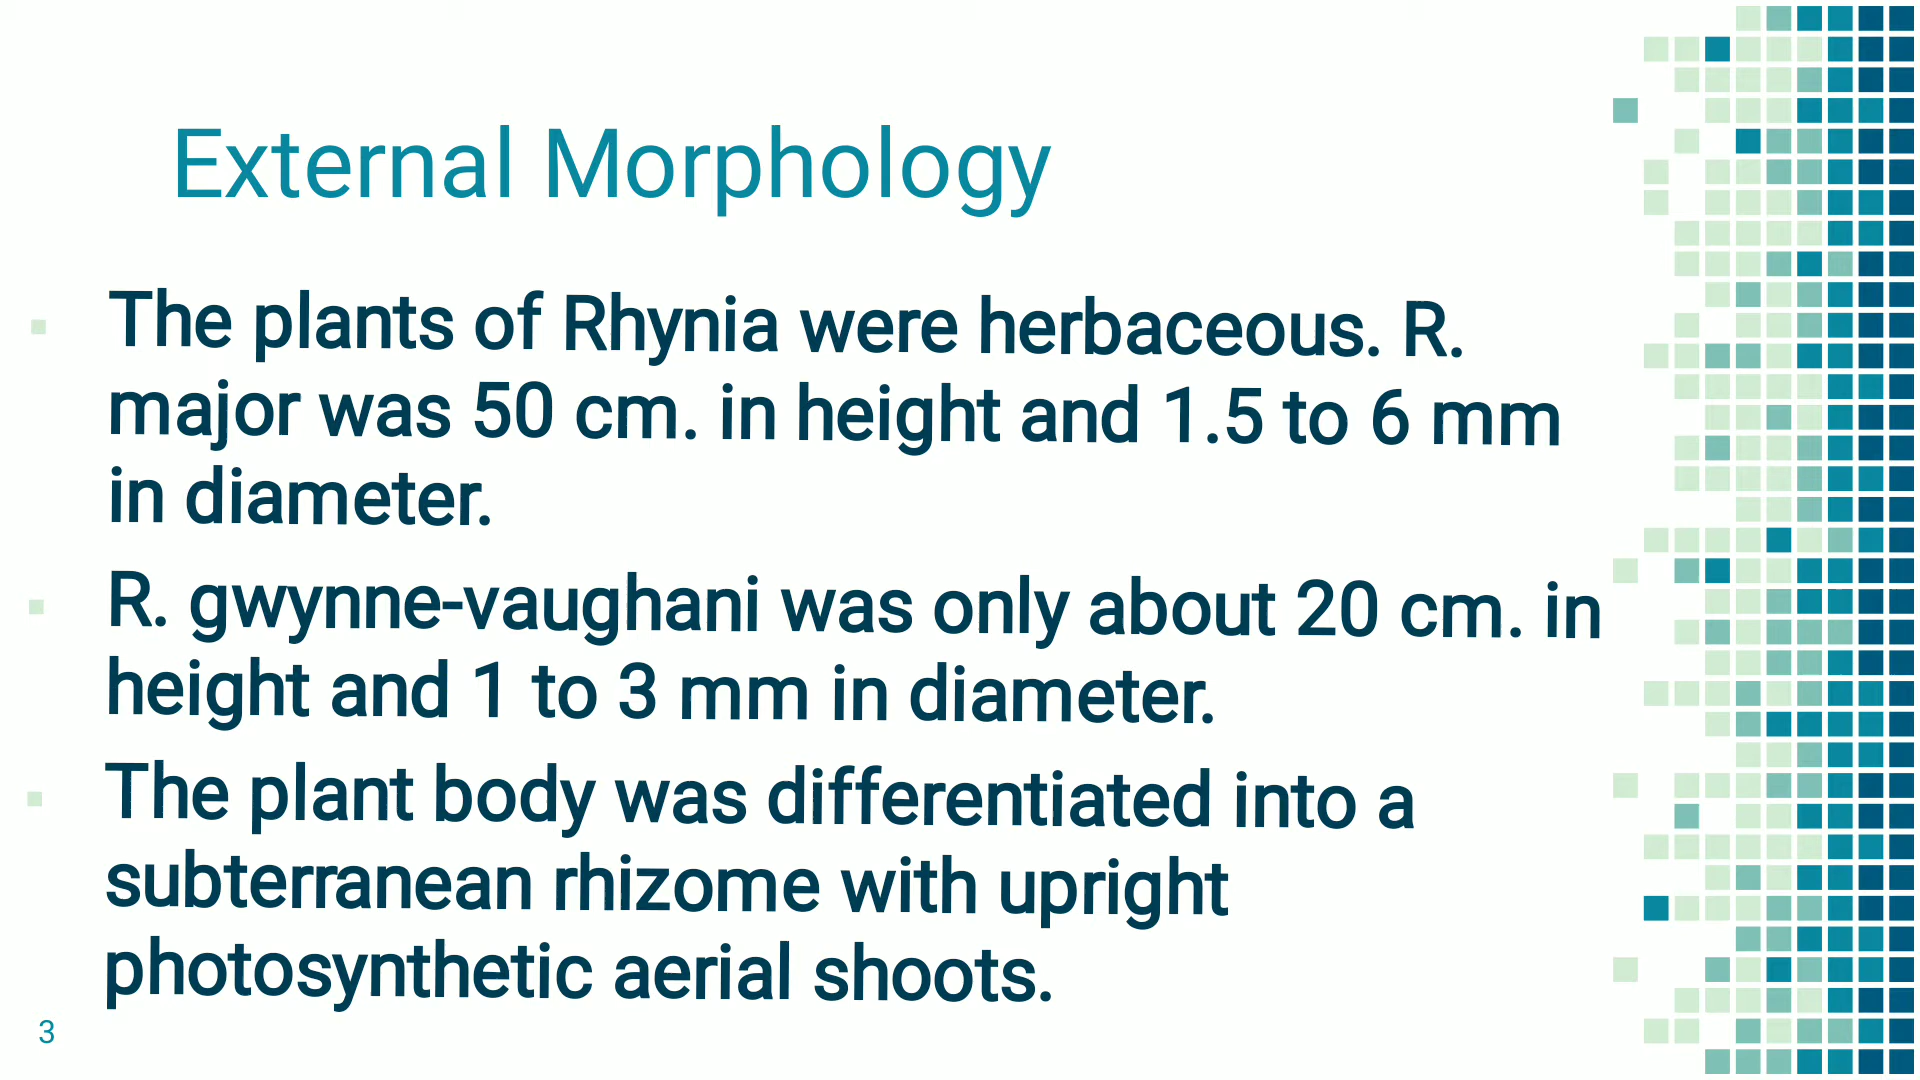 External Morphology
The plants of Rhynia were herbaceous. R.
major was 50 cm. in height and 1.5 to 6 mm
in diameter.
R. gwynne-vaughani was only about 20 cm. in
height and 1 to 3 mm in diameter.
The plant body was differentiated into a
subterranean rhizome with upright
photosynthetic aerial shoots.
3